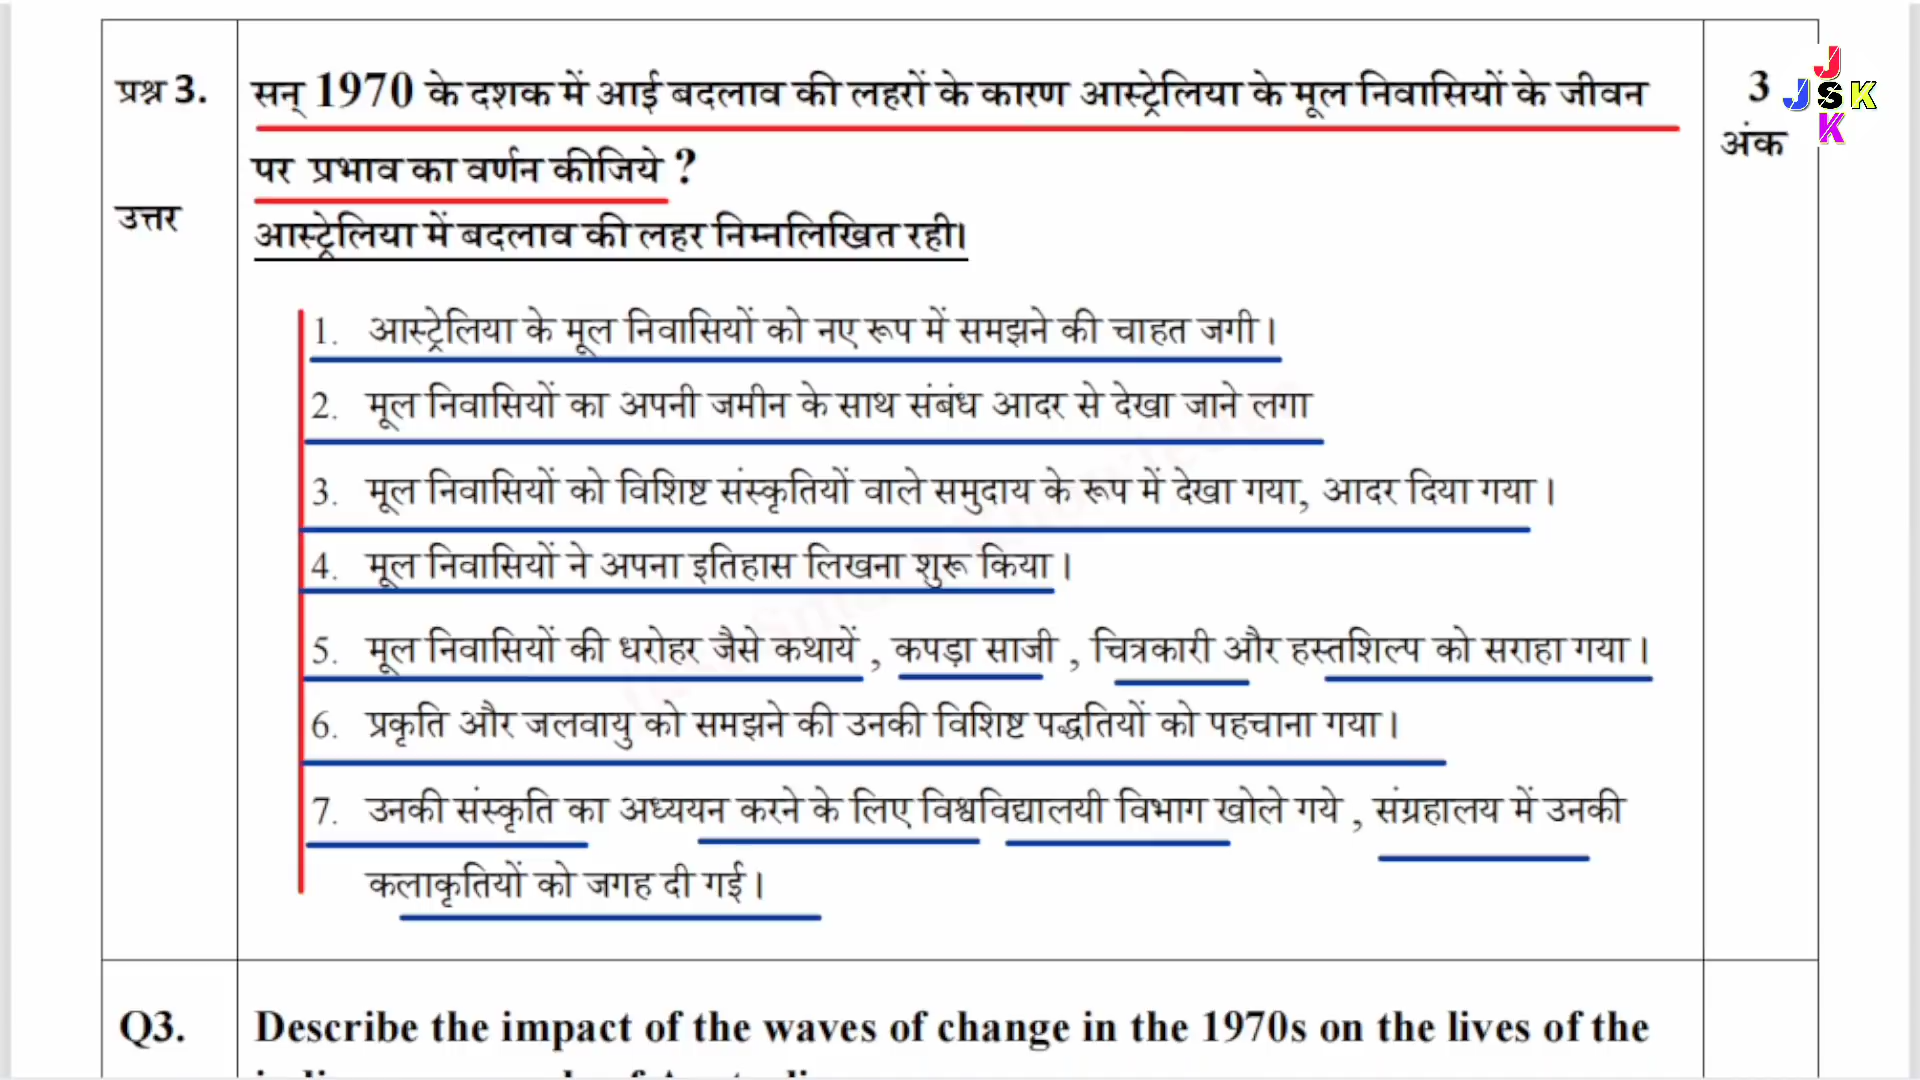 प्रश्न 3.
सन् 1970 के दशक में आई बदलाव की लहरों के कारण आस्ट्रेलिया के मूल निवासियों के जीवन
3
J
J S K
K
अंक
पर प्रभाव का वर्णन कीजिये ?
उत्तर
आस्ट्रेलिया में बदलाव की लहर निम्नलिखित रही।
1. आस्ट्रेलिया के मूल निवासियों को नए रूप में समझने की चाहत जगी।
2. मूल निवासियों का अपनी जमीन के साथ संबंध आदर से देखा जाने लगा
3. मूल निवासियों को विशिष्ट संस्कृतियों वाले समुदाय के रूप में देखा गया, आदर दिया गया।
4. मूल निवासियों ने अपना इतिहास लिखना शुरू किया।
5. मूल निवासियों की धरोहर जैसे कथायें , कपड़ा साजी , चित्रकारी और हस्तशिल्प को सराहा गया।
6. प्रकृति और जलवायु को समझने की उनकी विशिष्ट पद्धतियों को पहचाना गया।
7. उनकी संस्कृति का अध्ययन करने के लिए विश्वविद्यालयी विभाग खोले गये , संग्रहालय में उनकी
कलाकृतियों को जगह दी गई।
Q3.
Describe the impact of the waves of change in the 1970s on the lives of the